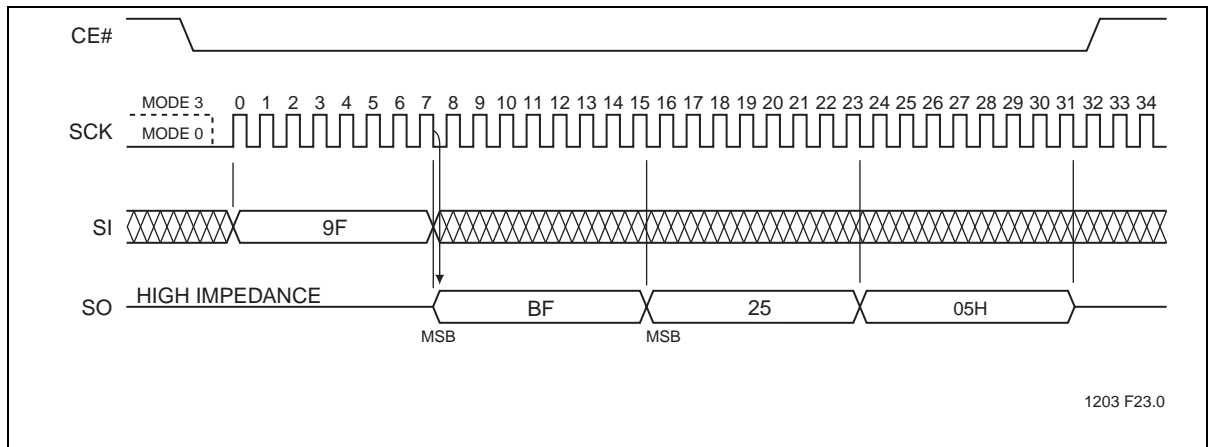 CE#
MODE 3 0 1 2 3 4 5 6 7 8 9 10 11 12 13 14 15 16 17 18 19 20 21 22 23 24 25 26 27 28 29 30 31 32 33 34
SCK MODE 0
SI 9F
HIGH IMPEDANCE
SO BF 25 05H
MSB MSB
1203 F23.0